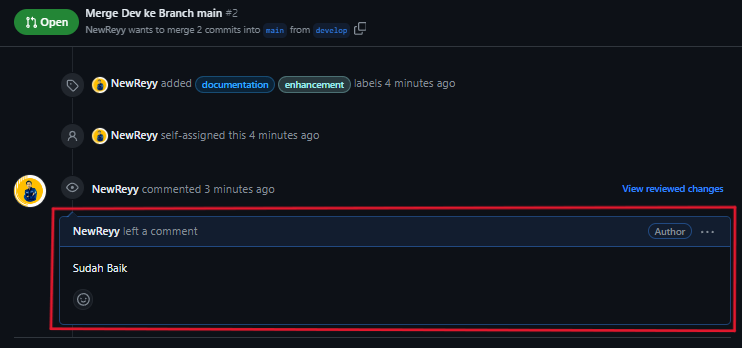 Open
Merge Dev ke Branch main #2
NewReyy wants to merge 2 commits into main from develop
NewReyy added documentation enhancement labels 4 minutes ago
NewReyy self-assigned this 4 minutes ago
NewReyy commented 3 minutes ago
View reviewed changes
NewReyy left a comment
Author
Sudah Baik